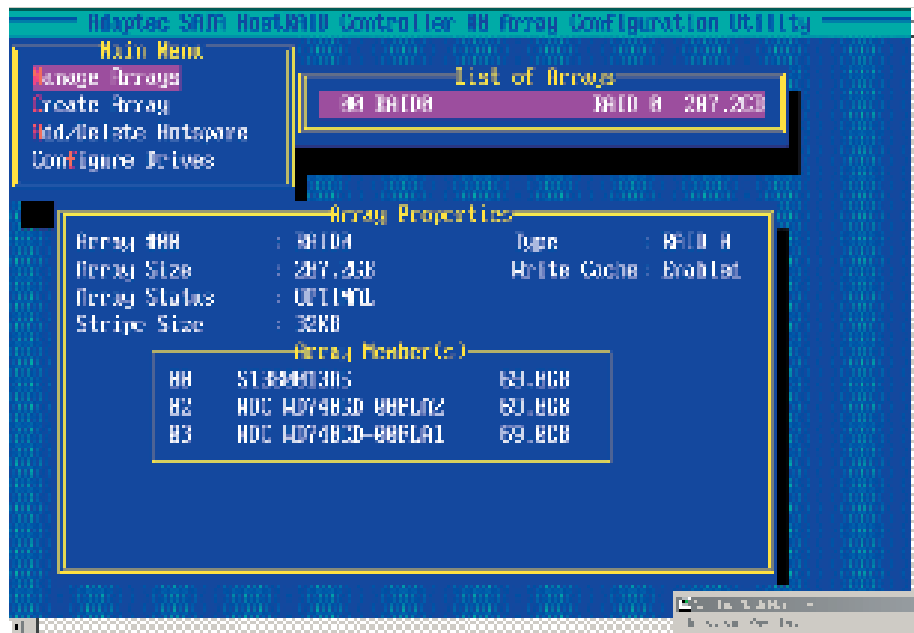 Adaptec SATA HostRAID Controller #0 Array Configuration Utility
Main Menu
Manage Arrays
Create Array
Add/Delete Hotspare
Configure Drives
List of Arrays
00 RAID0 RAID 0 207.2GB
Array Properties
Array #00 : RAID0 Type : RAID 0
Array Size : 207.2GB Write Cache : Enabled
Array Status : OPTIMAL
Stripe Size : 32KB
Array Member(s)
00 69.0GB
02 WDC WD740GD-00FLA2 69.0GB
03 WDC WD740GD-00FLA1 69.0GB